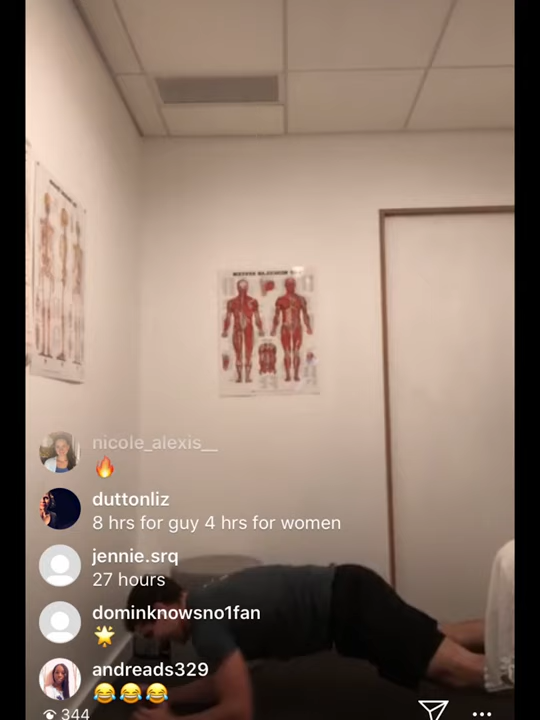 nicole_alexis__
🔥
duttonliz
8 hrs for guy 4 hrs for women
jennie.srq
27 hours
dominknowsno1fan
🌟
andreads329
😂😂😂
344